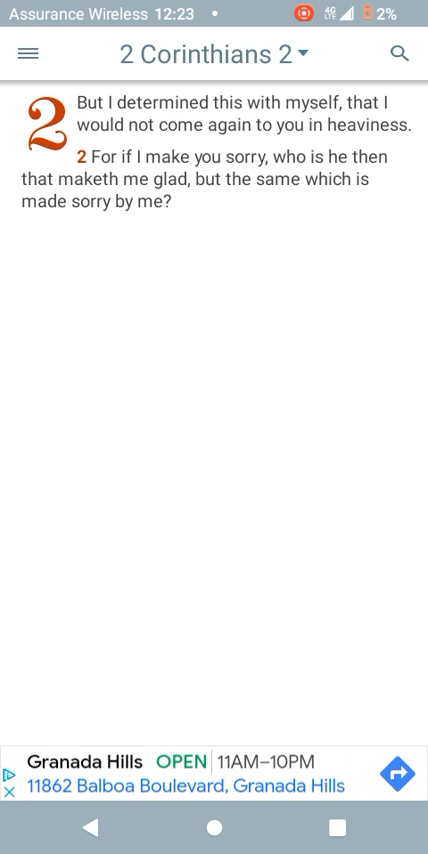 Assurance Wireless 12:23 4G LTE 2%
2 Corinthians 2
2 But I determined this with myself, that I
would not come again to you in heaviness.
2 For if I make you sorry, who is he then
that maketh me glad, but the same which is
made sorry by me?
Granada Hills OPEN 11AM–10PM
11862 Balboa Boulevard, Granada Hills